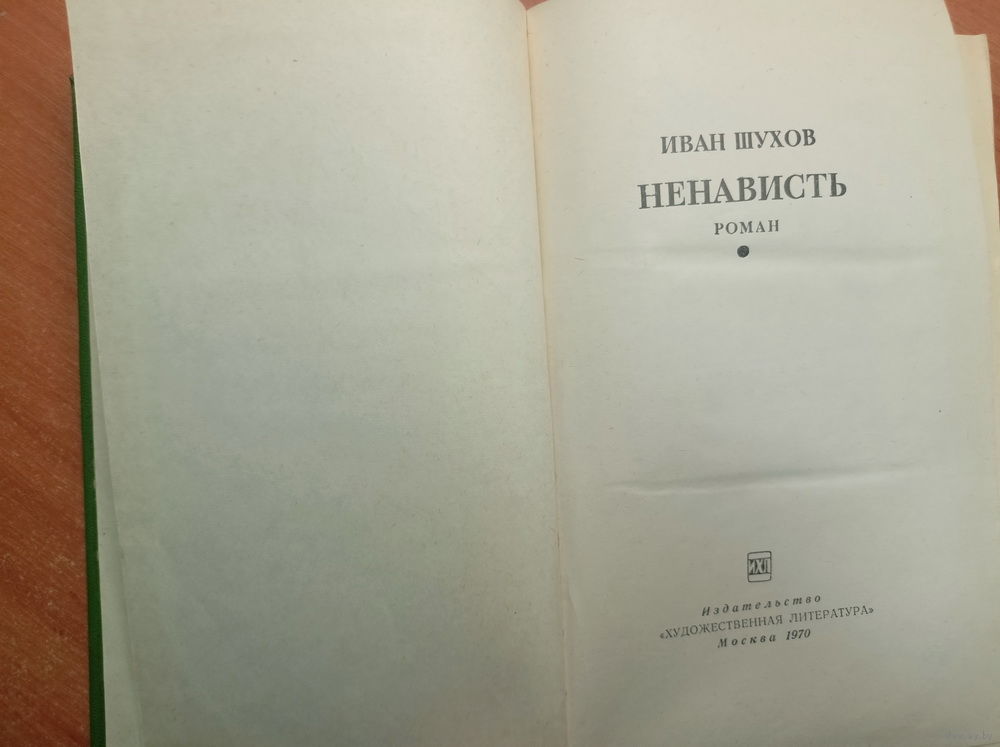 ИВАН ШУХОВ
НЕНАВИСТЬ
РОМАН
ИХЛ
Издательство
«ХУДОЖЕСТВЕННАЯ ЛИТЕРАТУРА»
Москва 1970